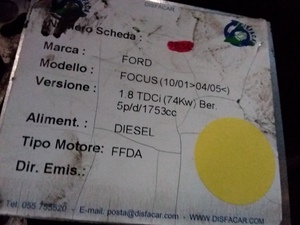 DISFACAR
Numero Scheda :
Marca : FORD
Modello : FOCUS (10/01>04/05<)
Versione : 1.8 TDCi (74Kw) Ber.
5p/d/1753cc
Aliment. : DIESEL
Tipo Motore: FFDA
Dir. Emis.:
Tel: 055 755520 - E-mail: posta@disfacar.com - WWW.DISFACAR.COM